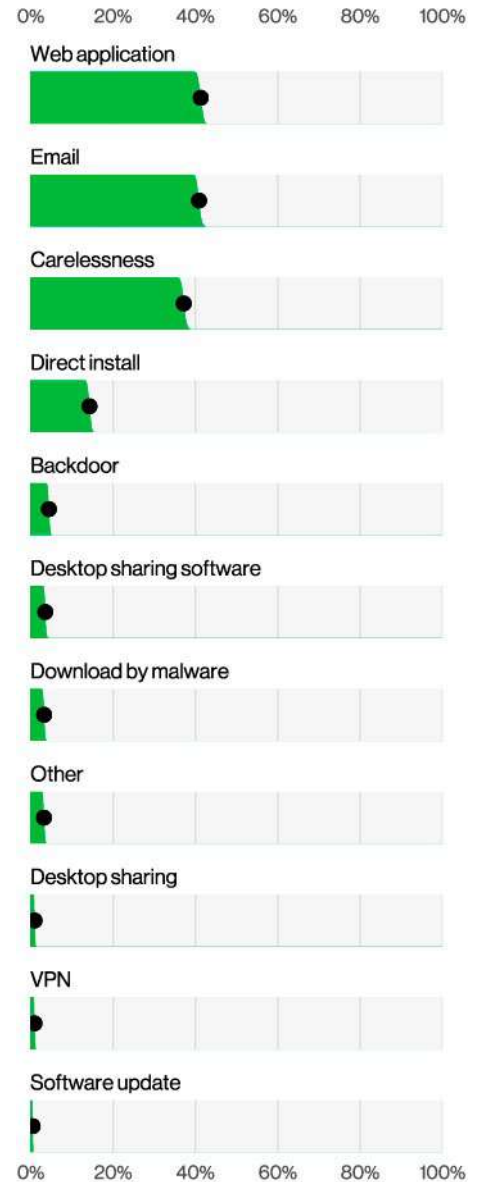 0% 20% 40% 60% 80% 100%
Web application
Email
Carelessness
Direct install
Backdoor
Desktop sharing software
Download by malware
Other
Desktop sharing
VPN
Software update
0% 20% 40% 60% 80% 100%